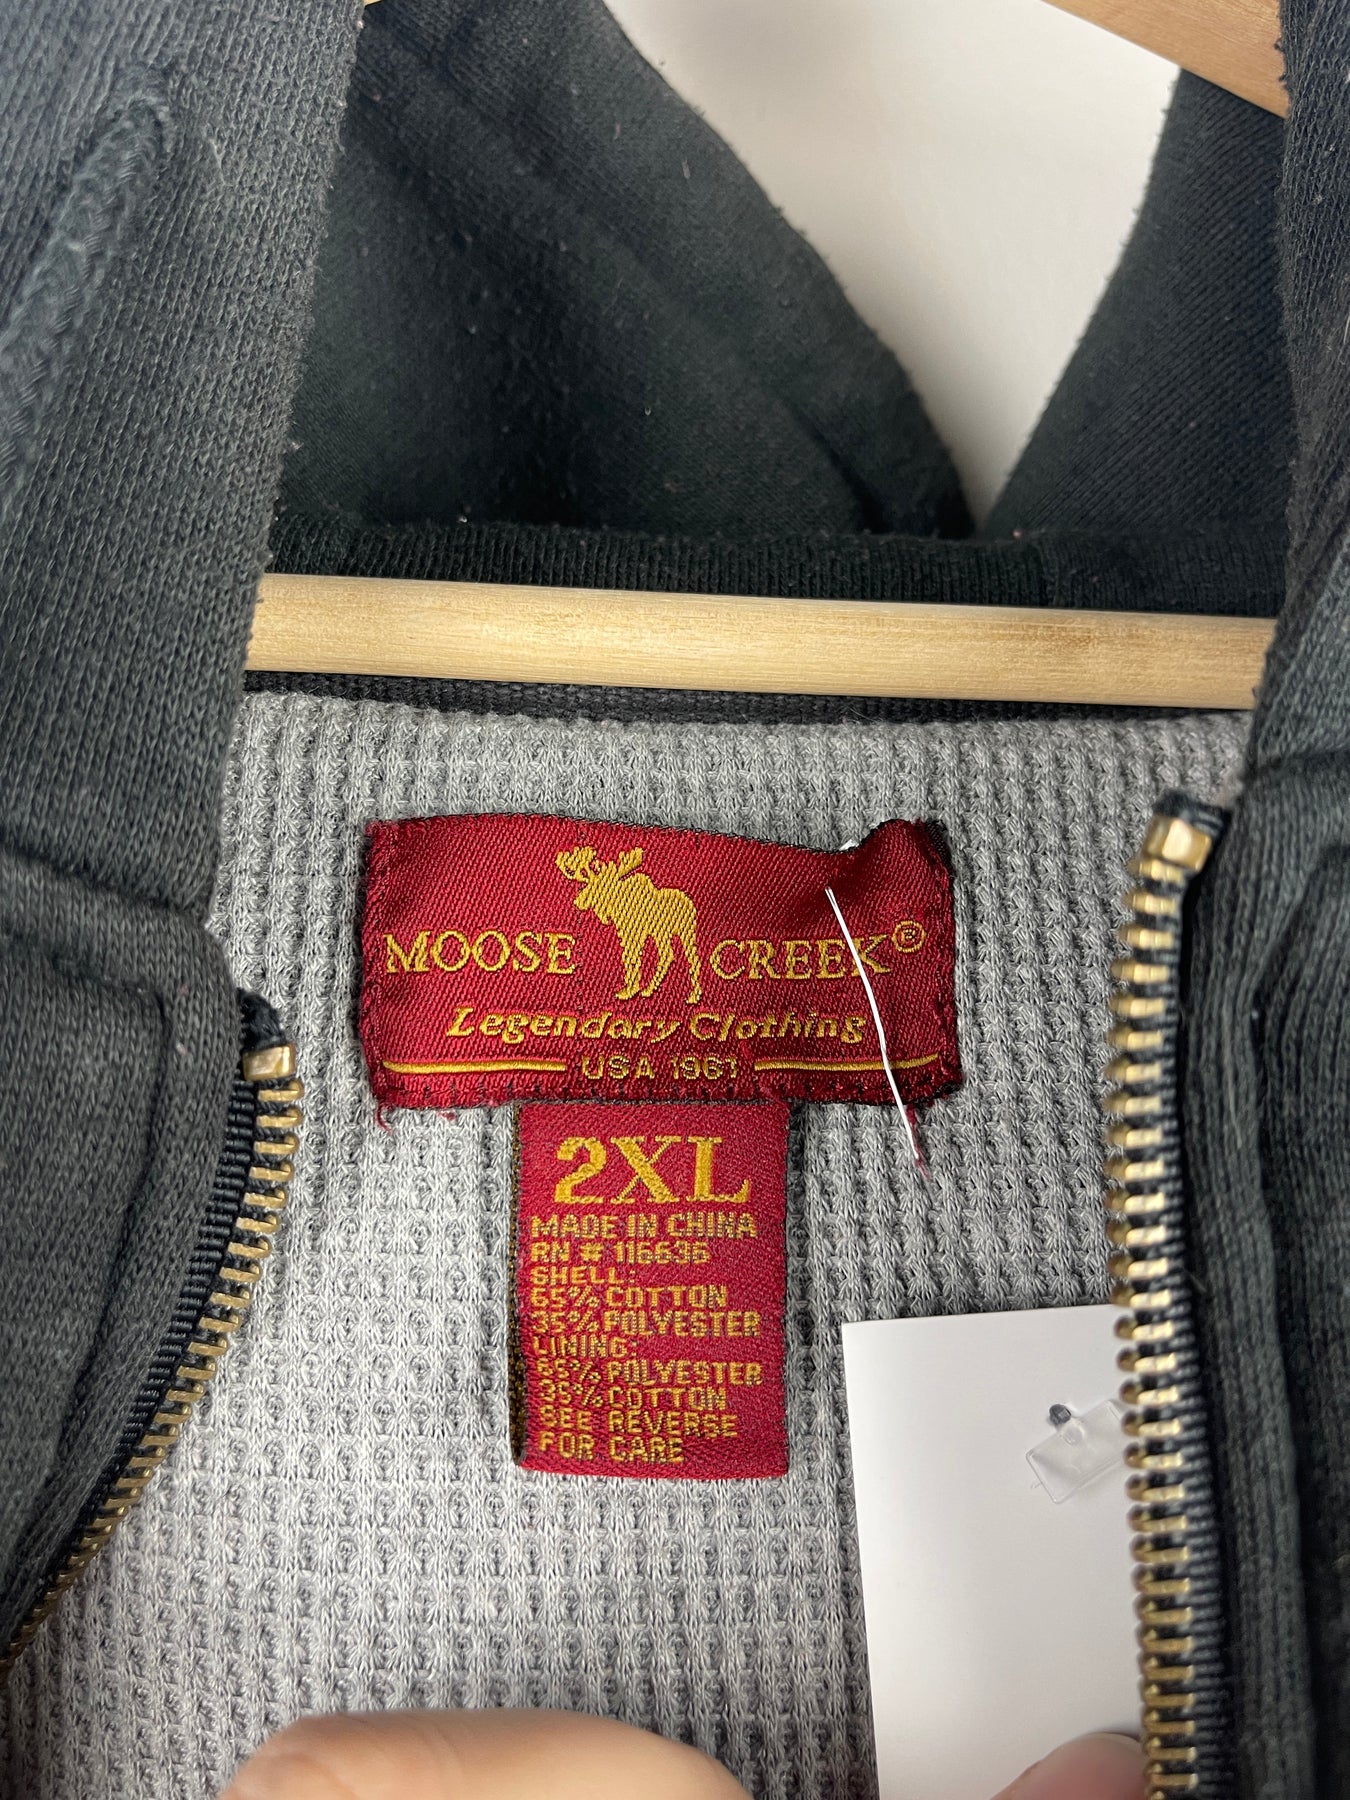 MOOSE CREEK®
Legendary Clothing
USA 1961
2XL
MADE IN CHINA
RN # 116636
SHELL:
65% COTTON
35% POLYESTER
LINING:
65% POLYESTER
35% COTTON
SEE REVERSE
FOR CARE